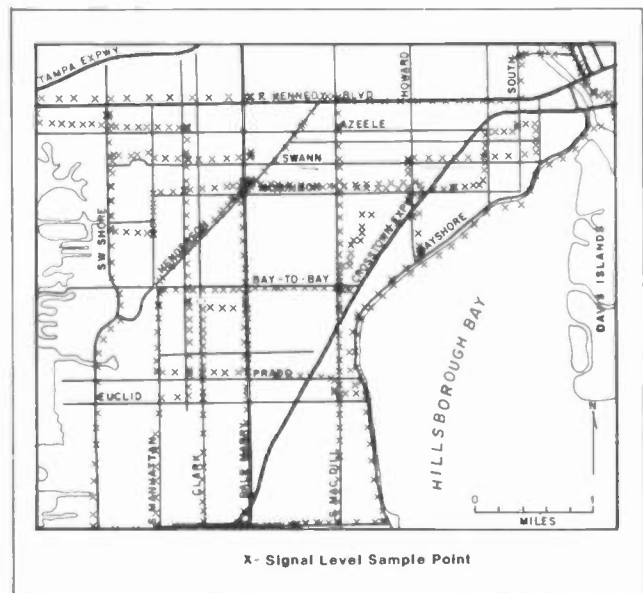 TAMPA EXPWY
HOWARD
SOUTH
KENNEDY BLVD
AZEELE
SWANN
MORRISON
SW SHORE
HENDERSON
CROSSTOWN EXPWY
BAYSHORE
DAVIS ISLANDS
BAY-TO-BAY
HILLSBOROUGH BAY
PRADO
EUCLID
S MANHATTAN
CLARK
DALE MABRY
S MAC DILL
N
0 1
MILES
X- Signal Level Sample Point